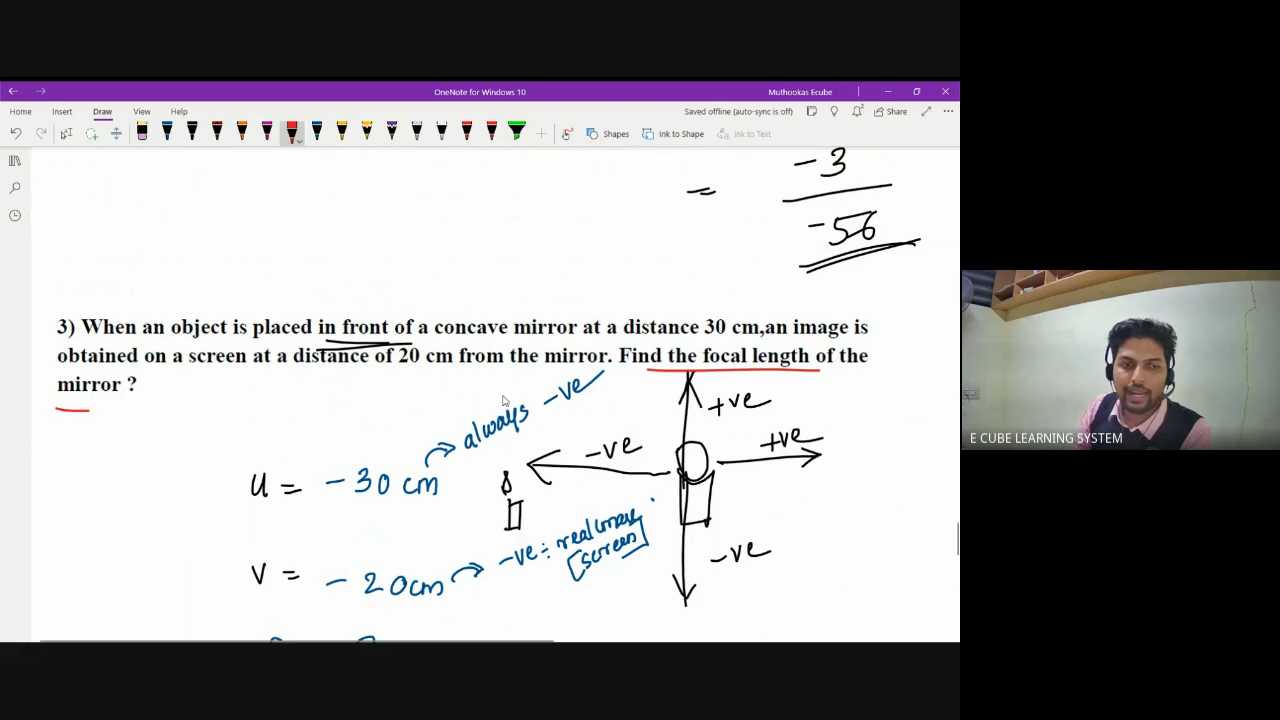 OneNote for Windows 10
Muthookas Ecube
Home Insert Draw View Help
Saved offline (auto-sync is off)
Share
Shapes
Ink to Shape
Ink to Text
-3
=
-56
3) When an object is placed in front of a concave mirror at a distance 30 cm,an image is
obtained on a screen at a distance of 20 cm from the mirror. Find the focal length of the
mirror ?
always -ve
+ve
-ve
+ve
u = -30 cm
-ve = real image
[screen]
-ve
v = -20cm
E CUBE LEARNING SYSTEM